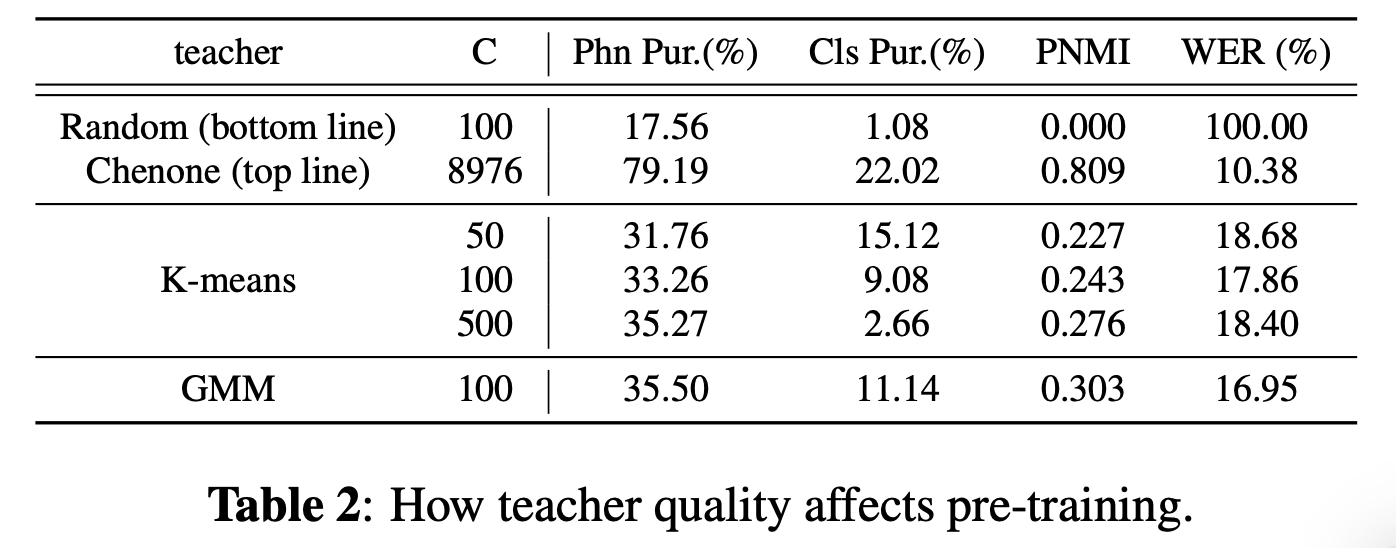 teacher C Phn Pur.(%) Cls Pur.(%) PNMI WER (%)
Random (bottom line) 100 17.56 1.08 0.000 100.00
Chenone (top line) 8976 79.19 22.02 0.809 10.38
50 31.76 15.12 0.227 18.68
K-means 100 33.26 9.08 0.243 17.86
500 35.27 2.66 0.276 18.40
GMM 100 35.50 11.14 0.303 16.95
Table 2: How teacher quality affects pre-training.